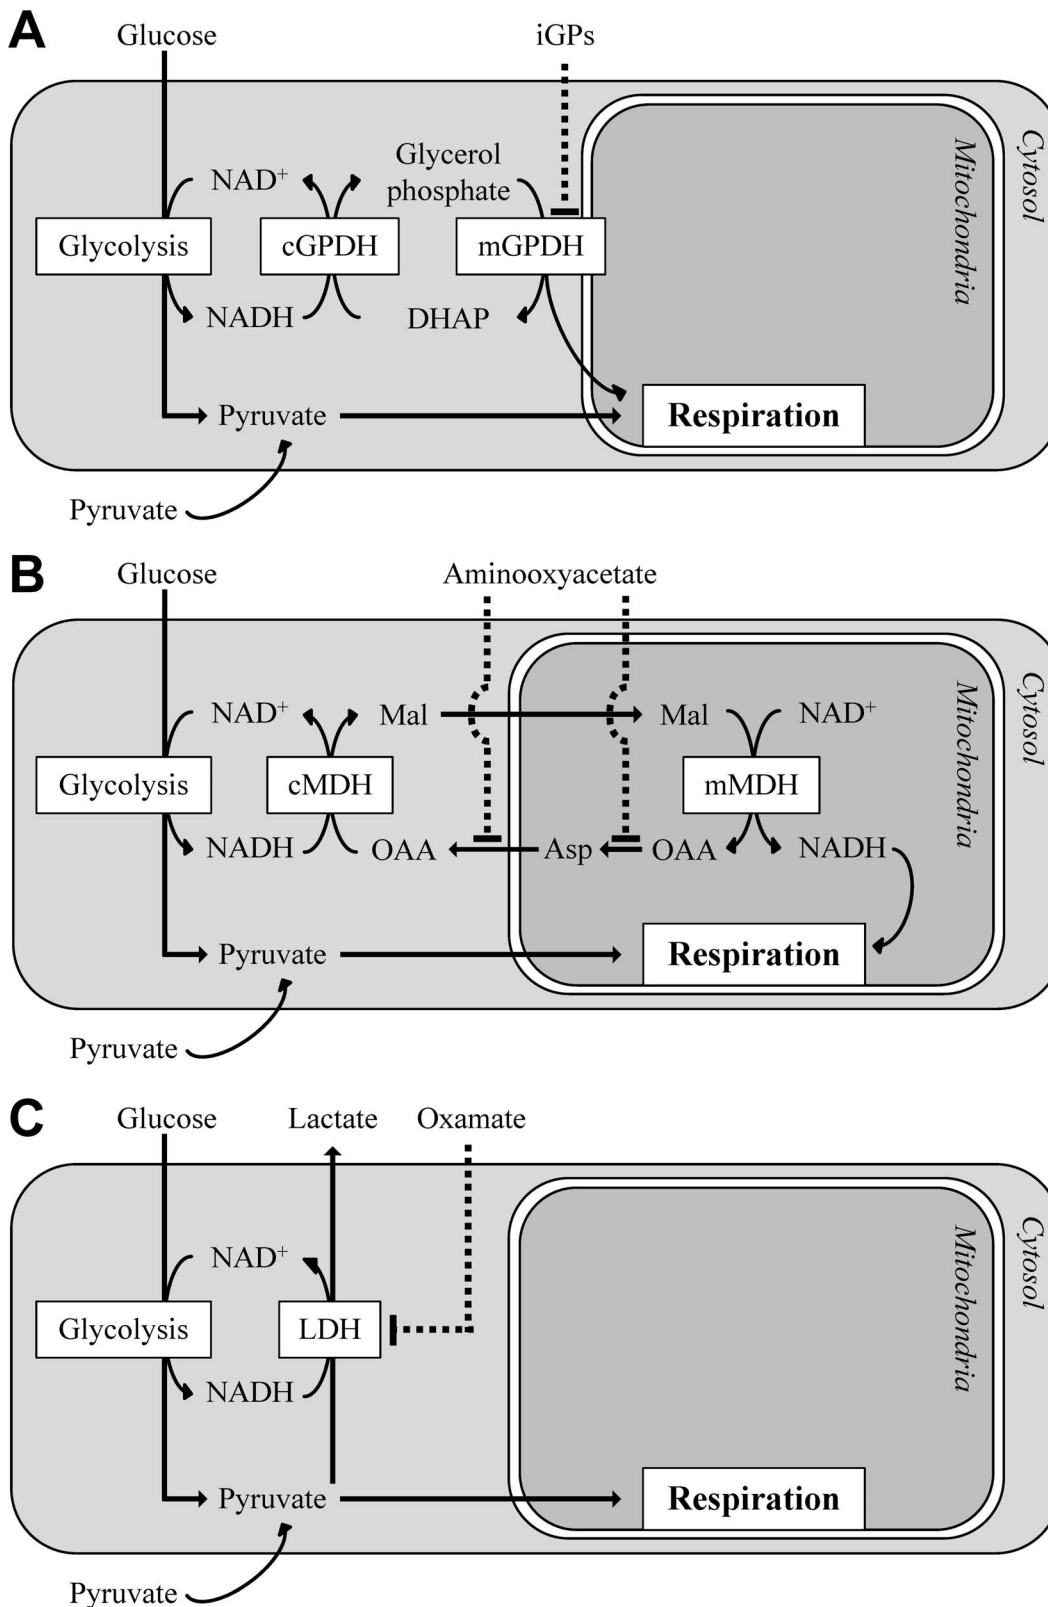 A
Glucose
iGPs
Cytosol
Mitochondria
Glycerol
phosphate
NAD⁺
Glycolysis
cGPDH
mGPDH
NADH
DHAP
Pyruvate
Respiration
Pyruvate
B
Glucose
Aminooxyacetate
Cytosol
Mitochondria
NAD⁺
Mal
Mal
NAD⁺
Glycolysis
cMDH
mMDH
NADH
OAA
Asp
OAA
NADH
Pyruvate
Respiration
Pyruvate
C
Glucose
Lactate
Oxamate
Cytosol
Mitochondria
NAD⁺
Glycolysis
LDH
NADH
Pyruvate
Respiration
Pyruvate